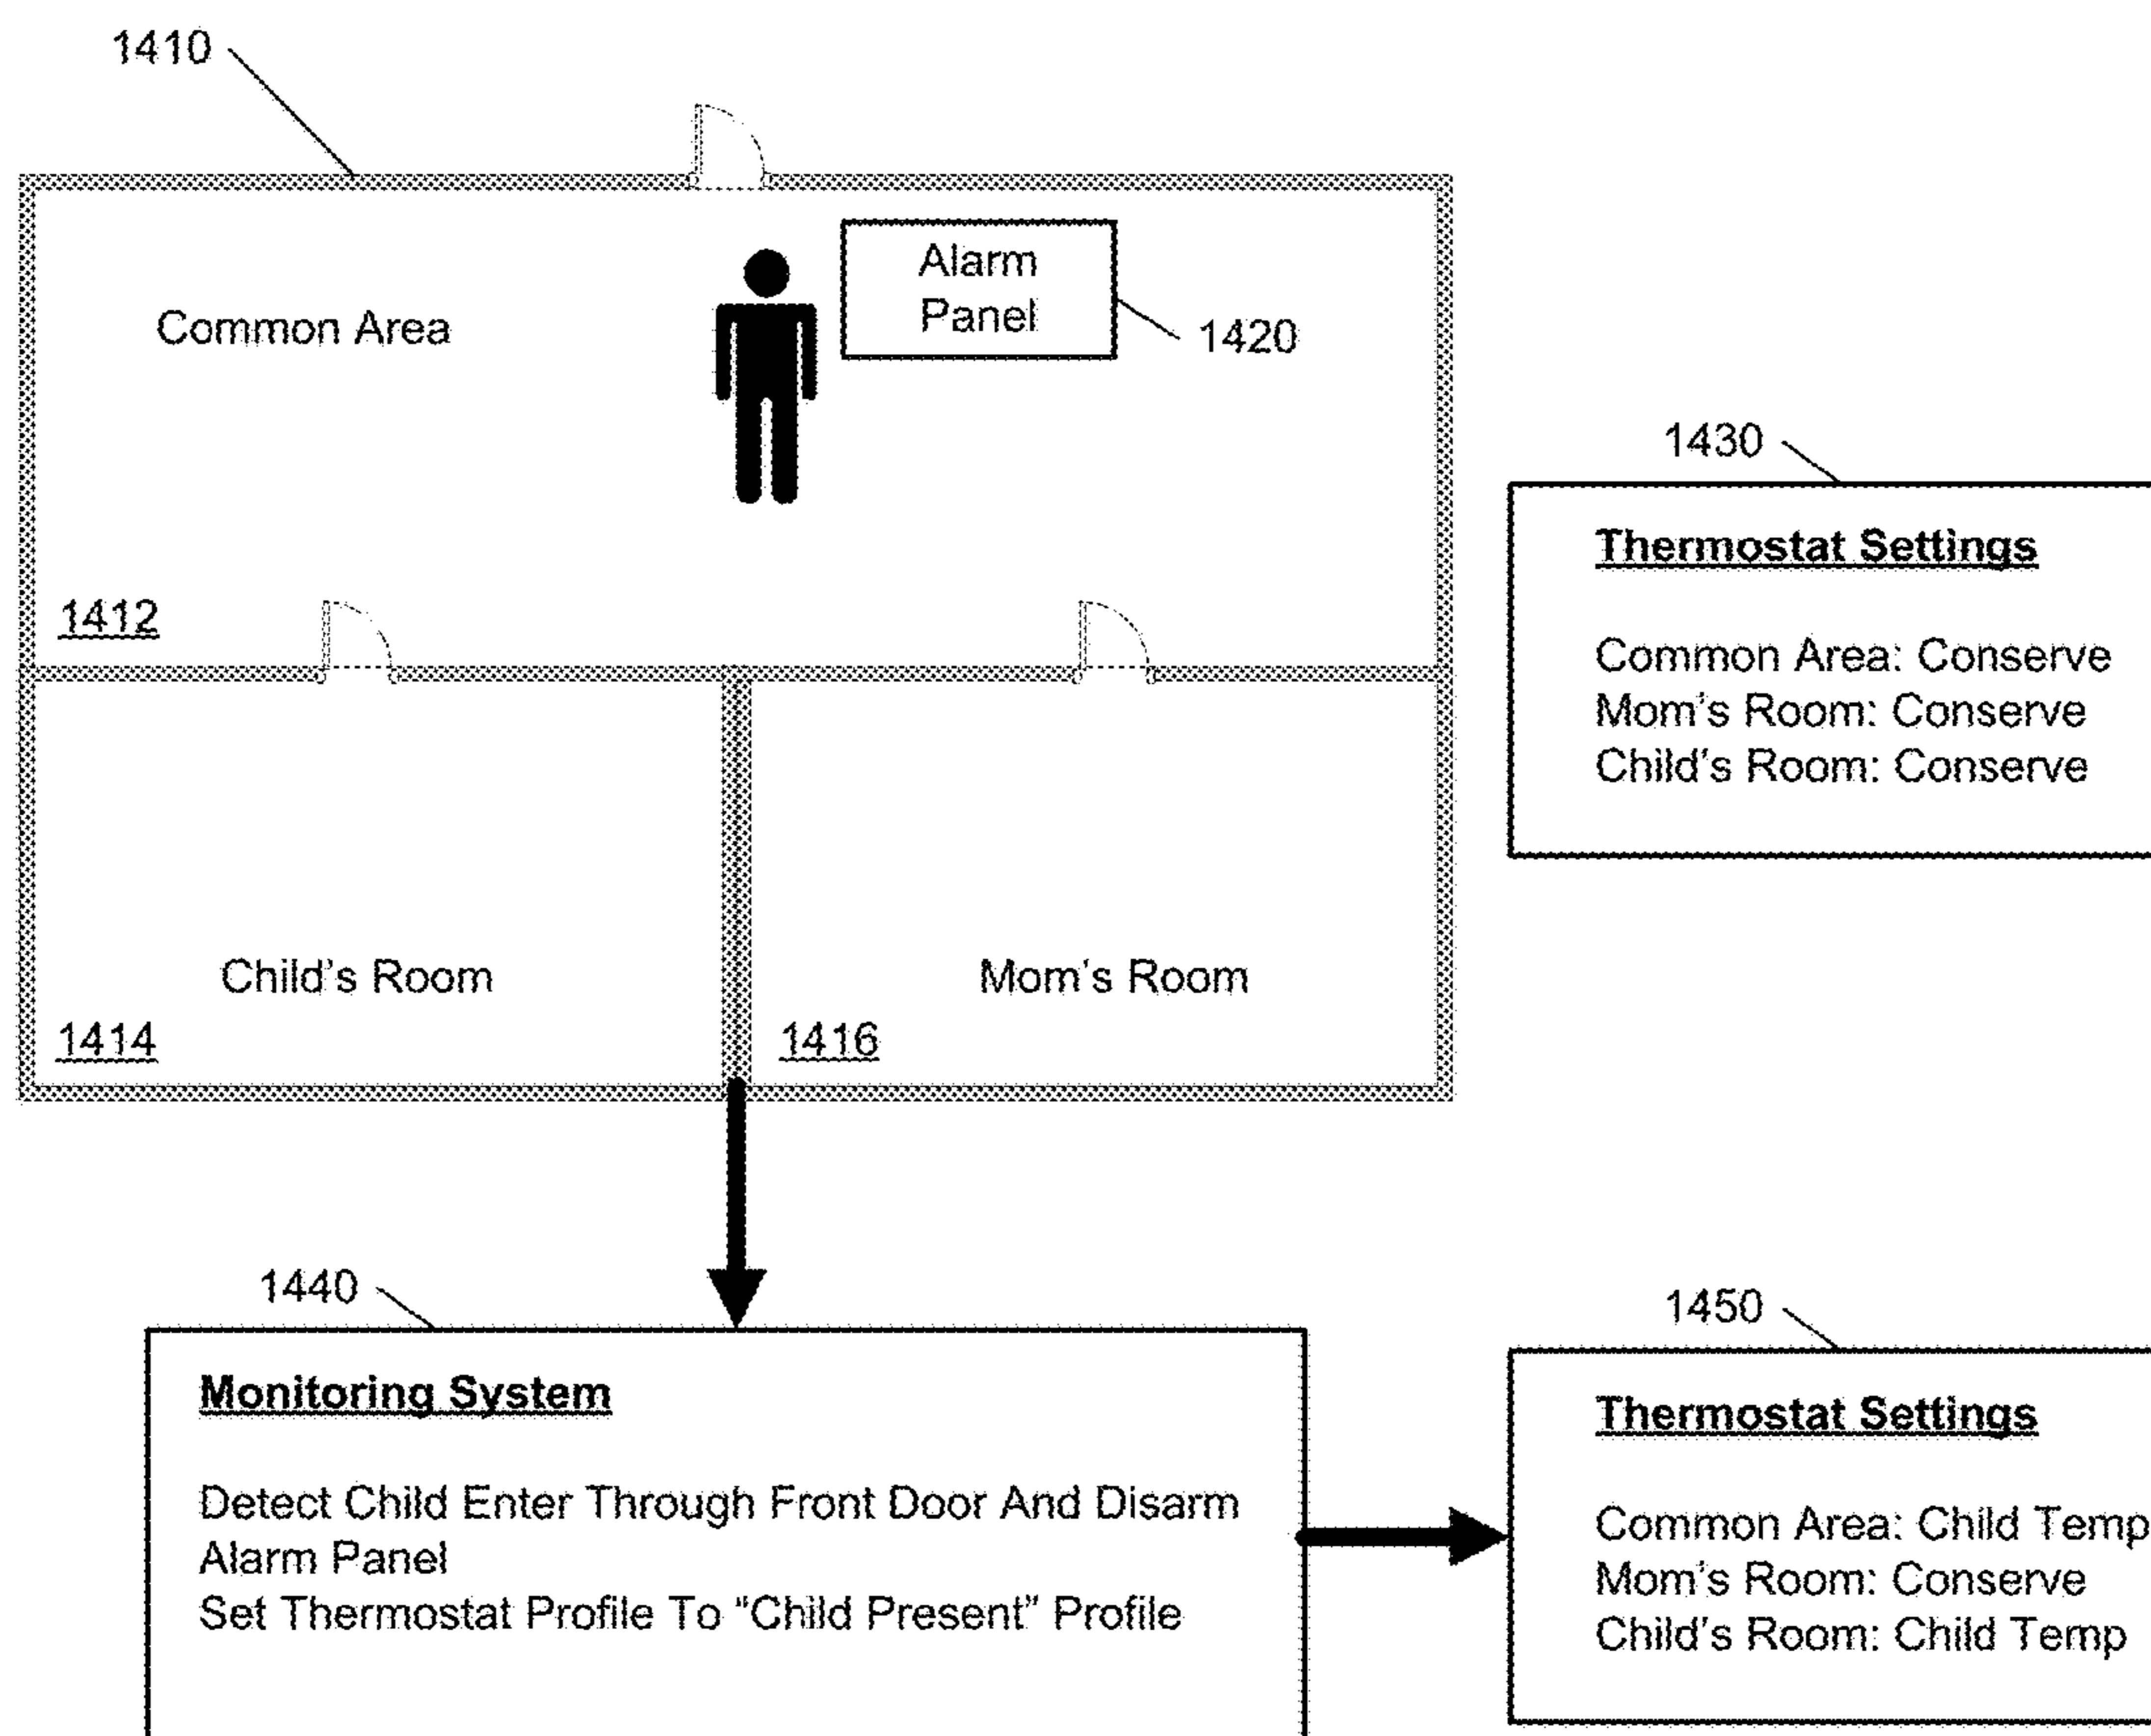 1410
Alarm
Panel
Common Area
1420
1412
1430
Thermostat Settings
Common Area: Conserve
Mom's Room: Conserve
Child's Room: Conserve
Child's Room
Mom's Room
1414
1416
1440
Monitoring System
Detect Child Enter Through Front Door And Disarm
Alarm Panel
Set Thermostat Profile To "Child Present" Profile
1450
Thermostat Settings
Common Area: Child Temp
Mom's Room: Conserve
Child's Room: Child Temp